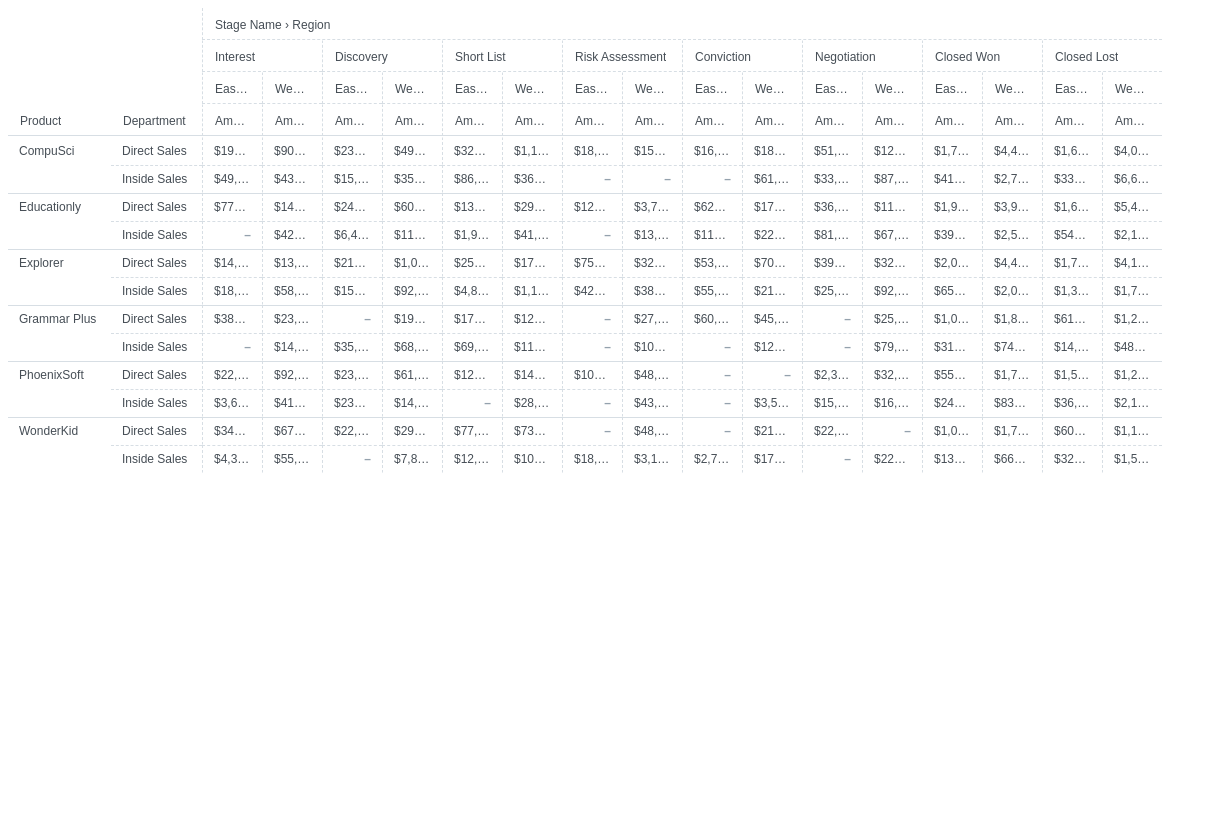 Stage Name › Region
Interest Discovery Short List Risk Assessment Conviction Negotiation Closed Won Closed Lost
Eas… We… Eas… We… Eas… We… Eas… We… Eas… We… Eas… We… Eas… We… Eas… We…
Product Department Am… Am… Am… Am… Am… Am… Am… Am… Am… Am… Am… Am… Am… Am… Am… Am…
CompuSci Direct Sales $19… $90… $23… $49… $32… $1,1… $18,… $15… $16,… $18… $51,… $12… $1,7… $4,4… $1,6… $4,0…
Inside Sales $49,… $43… $15,… $35… $86,… $36… – – – $61,… $33,… $87,… $41… $2,7… $33… $6,6…
Educationly Direct Sales $77… $14… $24… $60… $13… $29… $12… $3,7… $62… $17… $36,… $11… $1,9… $3,9… $1,6… $5,4…
Inside Sales – $42… $6,4… $11… $1,9… $41,… – $13,… $11… $22… $81,… $67,… $39… $2,5… $54… $2,1…
Explorer Direct Sales $14,… $13,… $21… $1,0… $25… $17… $75… $32… $53,… $70… $39… $32… $2,0… $4,4… $1,7… $4,1…
Inside Sales $18,… $58,… $15… $92,… $4,8… $1,1… $42… $38… $55,… $21… $25,… $92,… $65… $2,0… $1,3… $1,7…
Grammar Plus Direct Sales $38… $23,… – $19… $17… $12… – $27,… $60,… $45,… – $25,… $1,0… $1,8… $61… $1,2…
Inside Sales – $14,… $35,… $68,… $69,… $11… – $10… – $12… – $79,… $31… $74… $14,… $48…
PhoenixSoft Direct Sales $22,… $92,… $23,… $61,… $12… $14… $10… $48,… – – $2,3… $32,… $55… $1,7… $1,5… $1,2…
Inside Sales $3,6… $41… $23… $14,… – $28,… – $43,… – $3,5… $15,… $16,… $24… $83… $36,… $2,1…
WonderKid Direct Sales $34… $67… $22,… $29… $77,… $73… – $48,… – $21… $22,… – $1,0… $1,7… $60… $1,1…
Inside Sales $4,3… $55,… – $7,8… $12,… $10… $18,… $3,1… $2,7… $17… – $22… $13… $66… $32… $1,5…